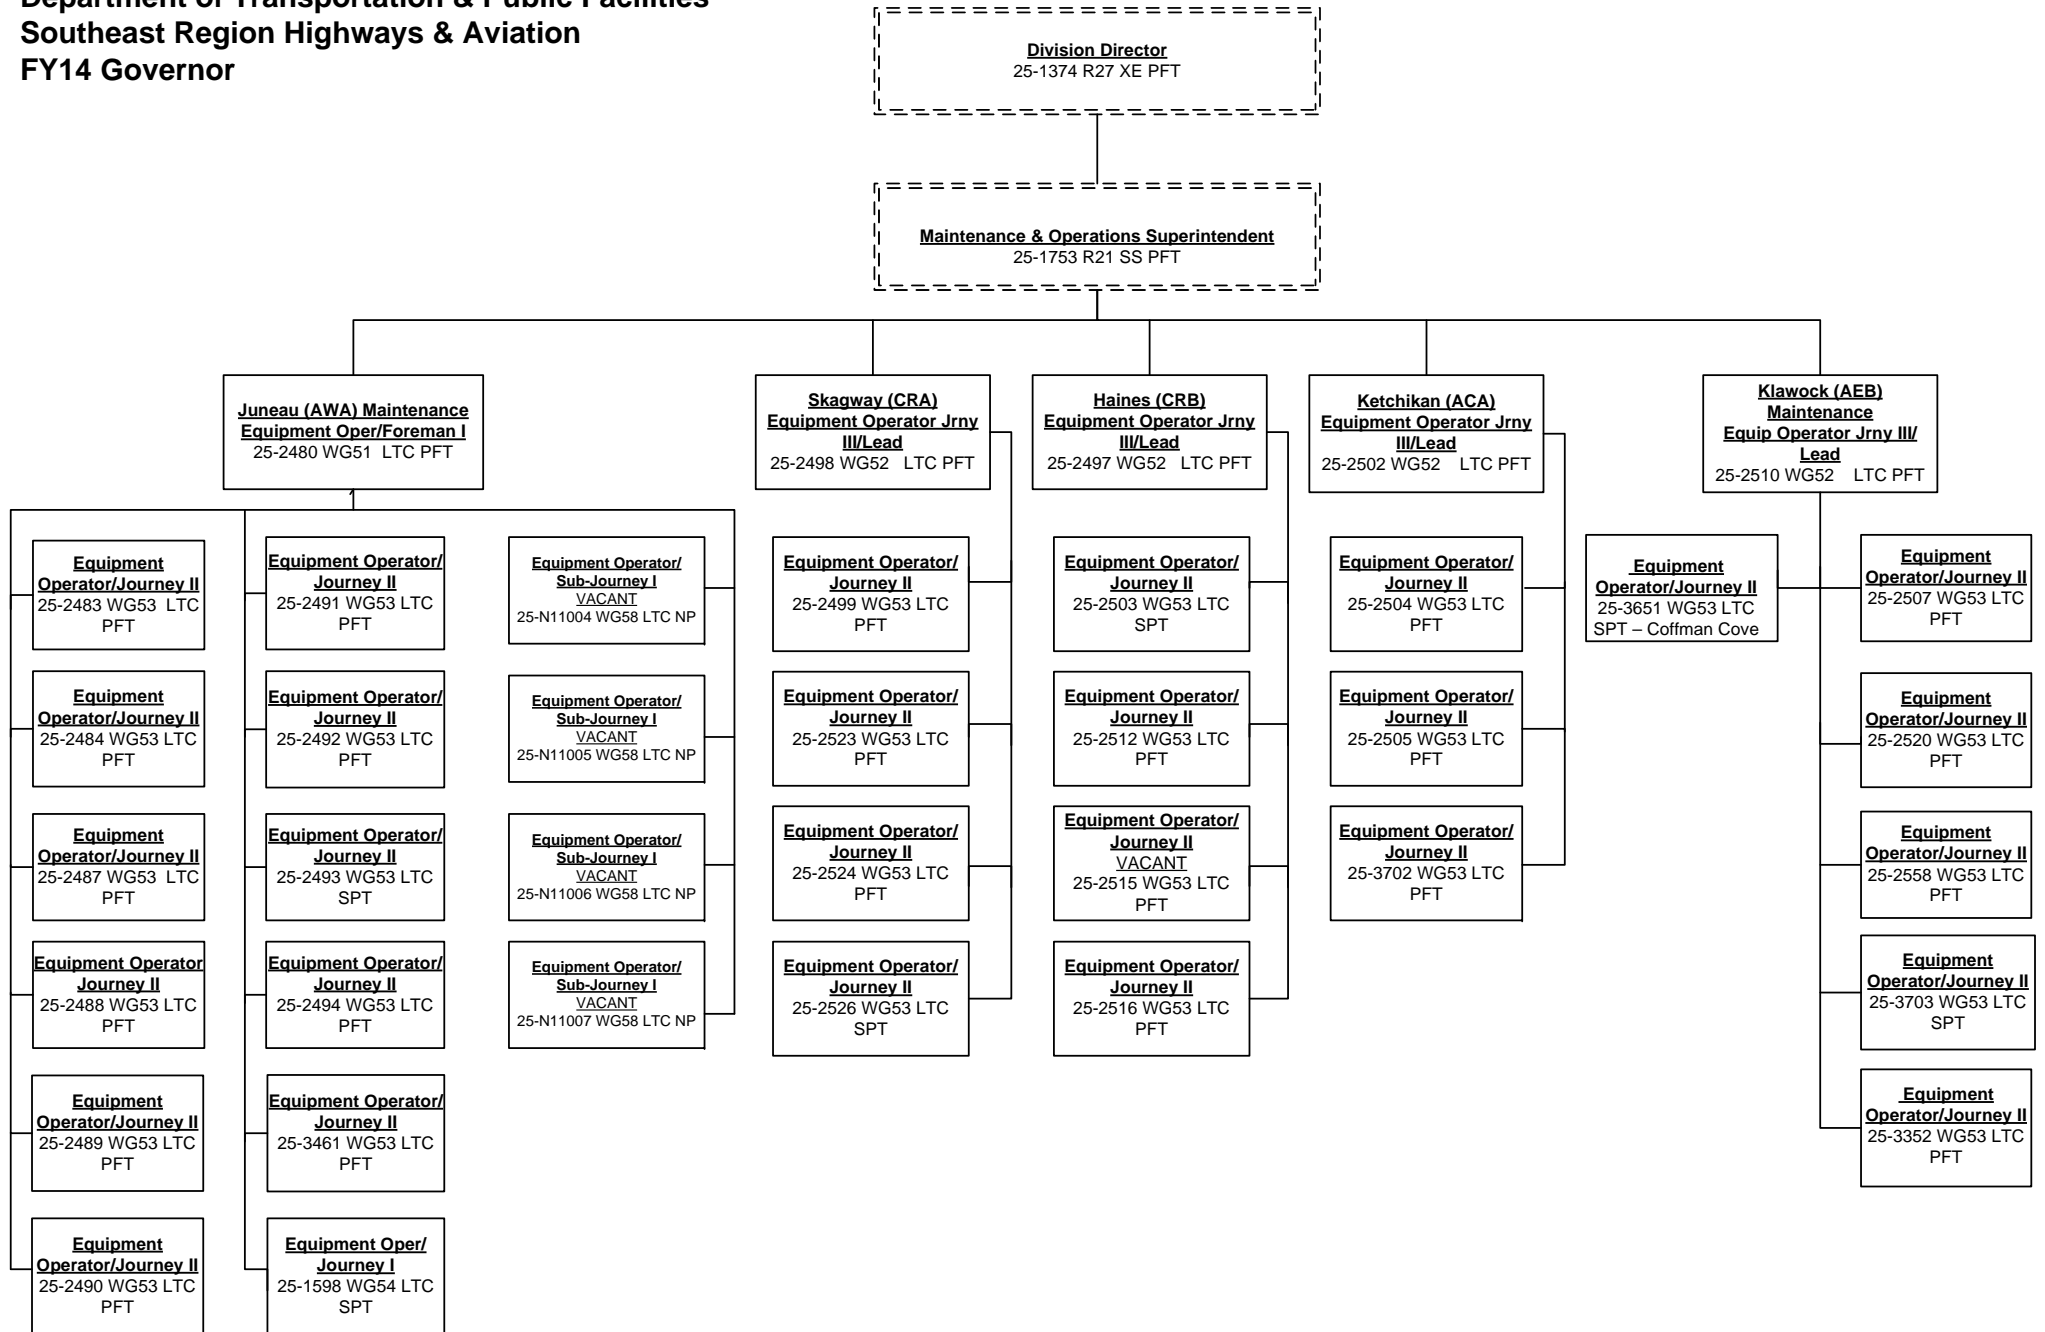 Department of Transportation & Public Facilities
Southeast Region Highways & Aviation
FY14 Governor
Division Director
25-1374 R27 XE PFT
Maintenance & Operations Superintendent
25-1753 R21 SS PFT
Juneau (AWA) Maintenance
Equipment Oper/Foreman I
25-2480 WG51 LTC PFT
Skagway (CRA)
Equipment Operator Jrny
III/Lead
25-2498 WG52 LTC PFT
Haines (CRB)
Equipment Operator Jrny
III/Lead
25-2497 WG52 LTC PFT
Ketchikan (ACA)
Equipment Operator Jrny
III/Lead
25-2502 WG52 LTC PFT
Klawock (AEB)
Maintenance
Equip Operator Jrny III/
Lead
25-2510 WG52 LTC PFT
Equipment
Operator/Journey II
25-2483 WG53 LTC
PFT
Equipment
Operator/Journey II
25-2484 WG53 LTC
PFT
Equipment
Operator/Journey II
25-2487 WG53 LTC
PFT
Equipment Operator
Journey II
25-2488 WG53 LTC
PFT
Equipment
Operator/Journey II
25-2489 WG53 LTC
PFT
Equipment
Operator/Journey II
25-2490 WG53 LTC
PFT
Equipment Operator/
Journey II
25-2491 WG53 LTC
PFT
Equipment Operator/
Journey II
25-2492 WG53 LTC
PFT
Equipment Operator/
Journey II
25-2493 WG53 LTC
SPT
Equipment Operator/
Journey II
25-2494 WG53 LTC
PFT
Equipment Operator/
Journey II
25-3461 WG53 LTC
PFT
Equipment Oper/
Journey I
25-1598 WG54 LTC
SPT
Equipment Operator/
Sub-Journey I
VACANT
25-N11004 WG58 LTC NP
Equipment Operator/
Sub-Journey I
VACANT
25-N11005 WG58 LTC NP
Equipment Operator/
Sub-Journey I
VACANT
25-N11006 WG58 LTC NP
Equipment Operator/
Sub-Journey I
VACANT
25-N11007 WG58 LTC NP
Equipment Operator/
Journey II
25-2499 WG53 LTC
PFT
Equipment Operator/
Journey II
25-2523 WG53 LTC
PFT
Equipment Operator/
Journey II
25-2524 WG53 LTC
PFT
Equipment Operator/
Journey II
25-2526 WG53 LTC
SPT
Equipment Operator/
Journey II
25-2503 WG53 LTC
SPT
Equipment Operator/
Journey II
25-2512 WG53 LTC
PFT
Equipment Operator/
Journey II
VACANT
25-2515 WG53 LTC
PFT
Equipment Operator/
Journey II
25-2516 WG53 LTC
PFT
Equipment Operator/
Journey II
25-2504 WG53 LTC
PFT
Equipment Operator/
Journey II
25-2505 WG53 LTC
PFT
Equipment Operator/
Journey II
25-3702 WG53 LTC
PFT
Equipment
Operator/Journey II
25-3651 WG53 LTC
SPT – Coffman Cove
Equipment
Operator/Journey II
25-2507 WG53 LTC
PFT
Equipment
Operator/Journey II
25-2520 WG53 LTC
PFT
Equipment
Operator/Journey II
25-2558 WG53 LTC
PFT
Equipment
Operator/Journey II
25-3703 WG53 LTC
SPT
Equipment
Operator/Journey II
25-3352 WG53 LTC
PFT